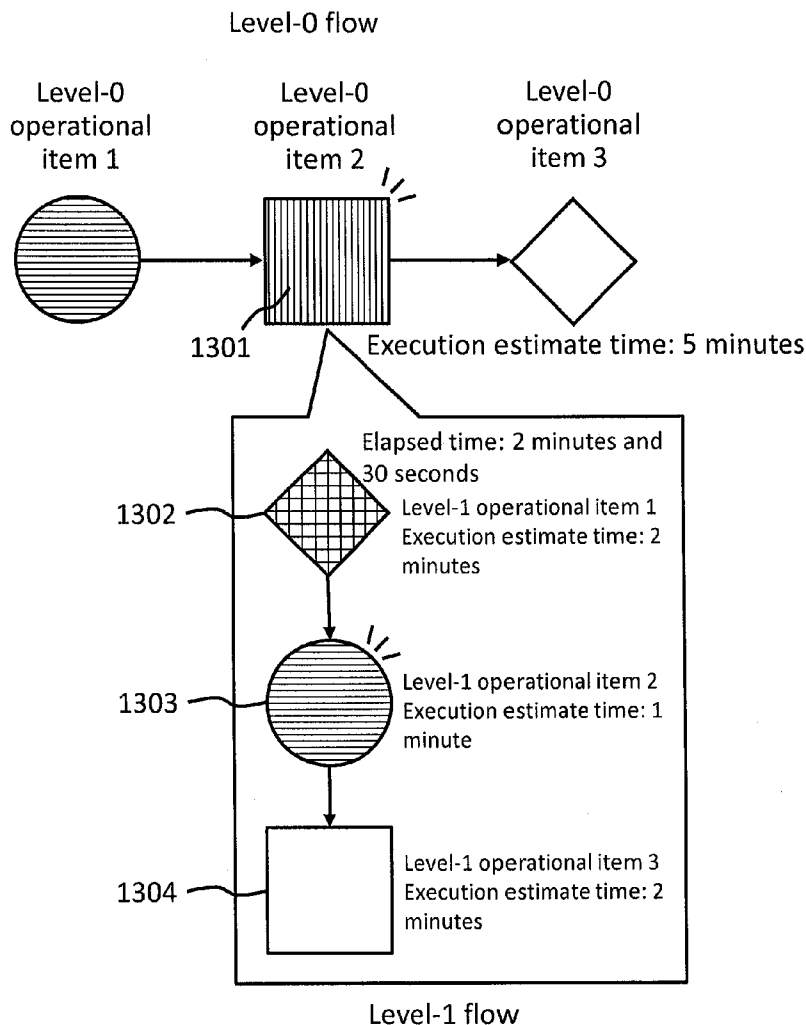 Level-0 flow
Level-0
operational
item 1
Level-0
operational
item 2
Level-0
operational
item 3
1301
Execution estimate time: 5 minutes
Elapsed time: 2 minutes and
30 seconds
1302
Level-1 operational item 1
Execution estimate time: 2
minutes
1303
Level-1 operational item 2
Execution estimate time: 1
minute
1304
Level-1 operational item 3
Execution estimate time: 2
minutes
Level-1 flow